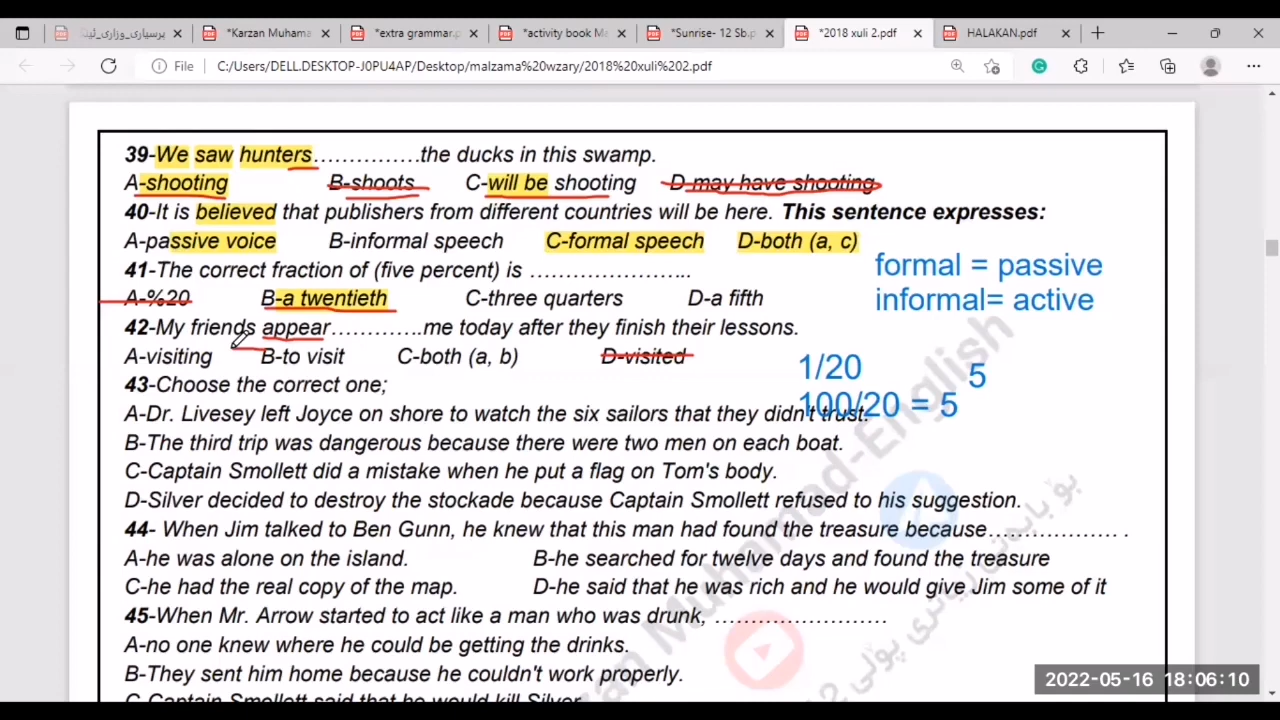 پرسیاری_وزاری_ئینگ
*Karzan Muhama
*extra grammar.p
*activity book Ma
*Sunrise- 12 Sb.p
*2018 xuli 2.pdf
HALAKAN.pdf
File
C:/Users/DELL.DESKTOP-J0PU4AP/Desktop/malzama%20wzary/2018%20xuli%202.pdf
39-We saw hunters……………the ducks in this swamp.
A-shooting B-shoots C-will be shooting D-may have shooting
40-It is believed that publishers from different countries will be here. This sentence expresses:
A-passive voice B-informal speech C-formal speech D-both (a, c)
formal = passive
informal= active
41-The correct fraction of (five percent) is …………………..
A-%20 B-a twentieth C-three quarters D-a fifth
42-My friends appear………….me today after they finish their lessons.
A-visiting B-to visit C-both (a, b) D-visited
1/20
5
100/20 = 5
43-Choose the correct one;
A-Dr. Livesey left Joyce on shore to watch the six sailors that they didn't trust.
B-The third trip was dangerous because there were two men on each boat.
C-Captain Smollett did a mistake when he put a flag on Tom's body.
D-Silver decided to destroy the stockade because Captain Smollett refused to his suggestion.
44- When Jim talked to Ben Gunn, he knew that this man had found the treasure because……………… .
A-he was alone on the island. B-he searched for twelve days and found the treasure
C-he had the real copy of the map. D-he said that he was rich and he would give Jim some of it
45-When Mr. Arrow started to act like a man who was drunk, ……………………
A-no one knew where he could be getting the drinks.
B-They sent him home because he couldn't work properly.
C-Captain Smollett said that he would kill Silver.
Muhamad-English
2022-05-16 18:06:10